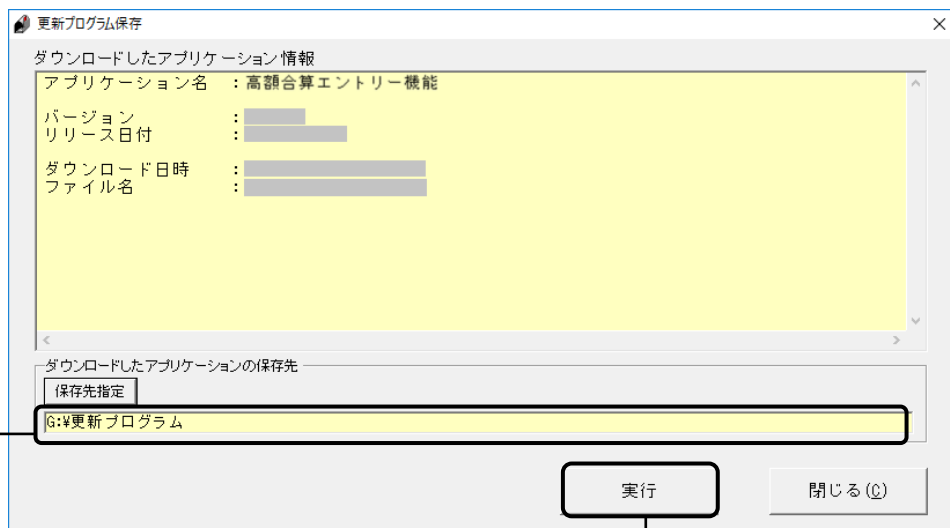 更新プログラム保存
ダウンロードしたアプリケーション情報
アプリケーション名 :高額合算エントリー機能
バージョン :
リリース日付 :
ダウンロード日時 :
ファイル名 :
ダウンロードしたアプリケーションの保存先
保存先指定
G:¥更新プログラム
実行 閉じる(C)